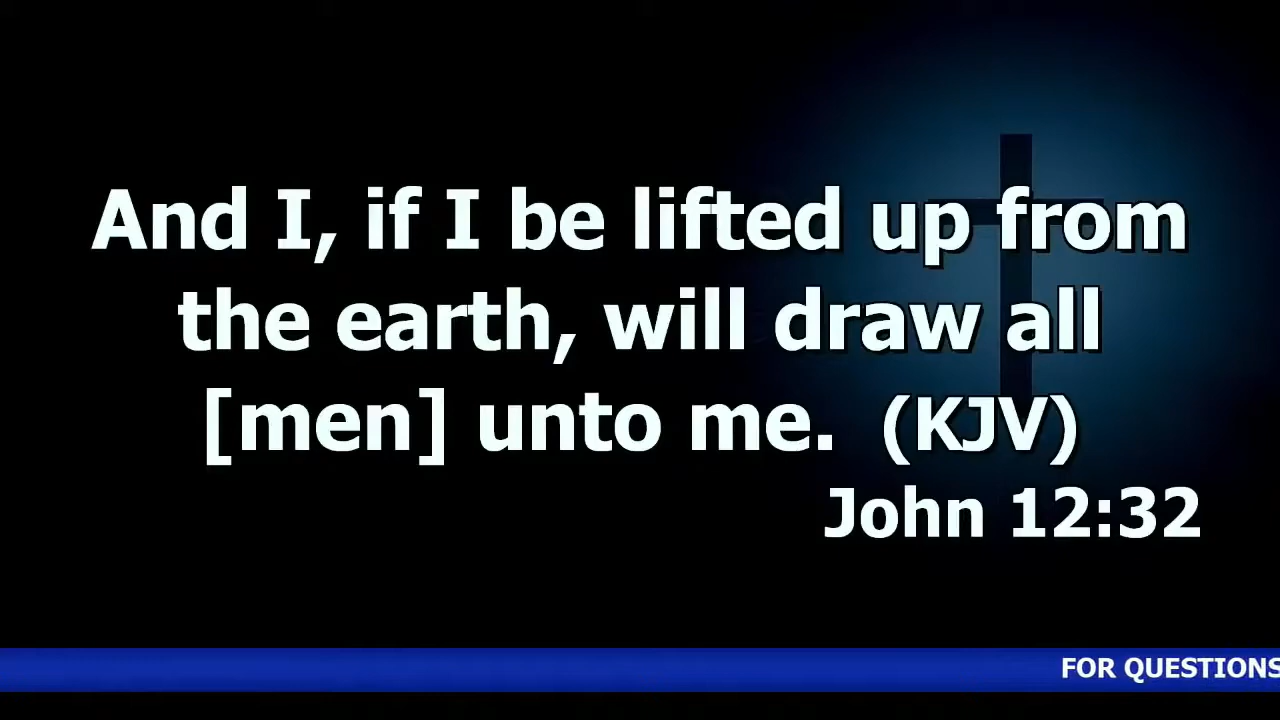 And I, if I be lifted up from
the earth, will draw all
[men] unto me. (KJV)
John 12:32
FOR QUESTIONS